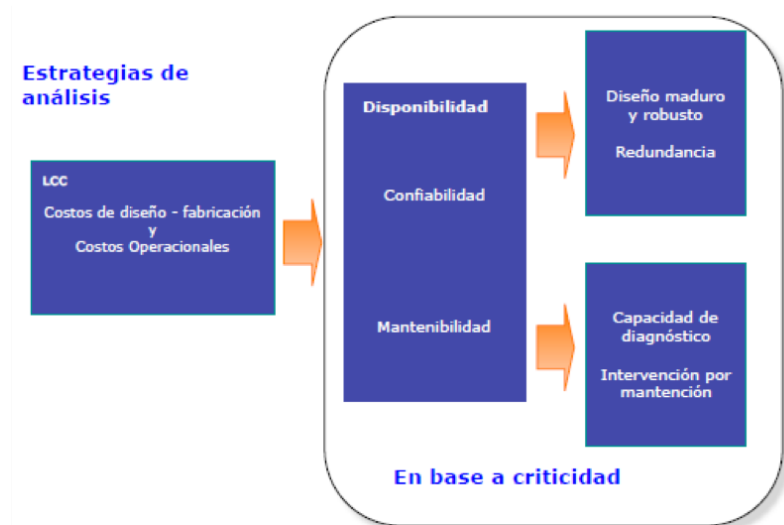 Estrategias de
análisis
LCC
Costos de diseño - fabricación
y
Costos Operacionales
Disponibilidad
Confiabilidad
Mantenibilidad
Diseño maduro
y robusto
Redundancia
Capacidad de
diagnóstico
Intervención por
mantención
En base a criticidad